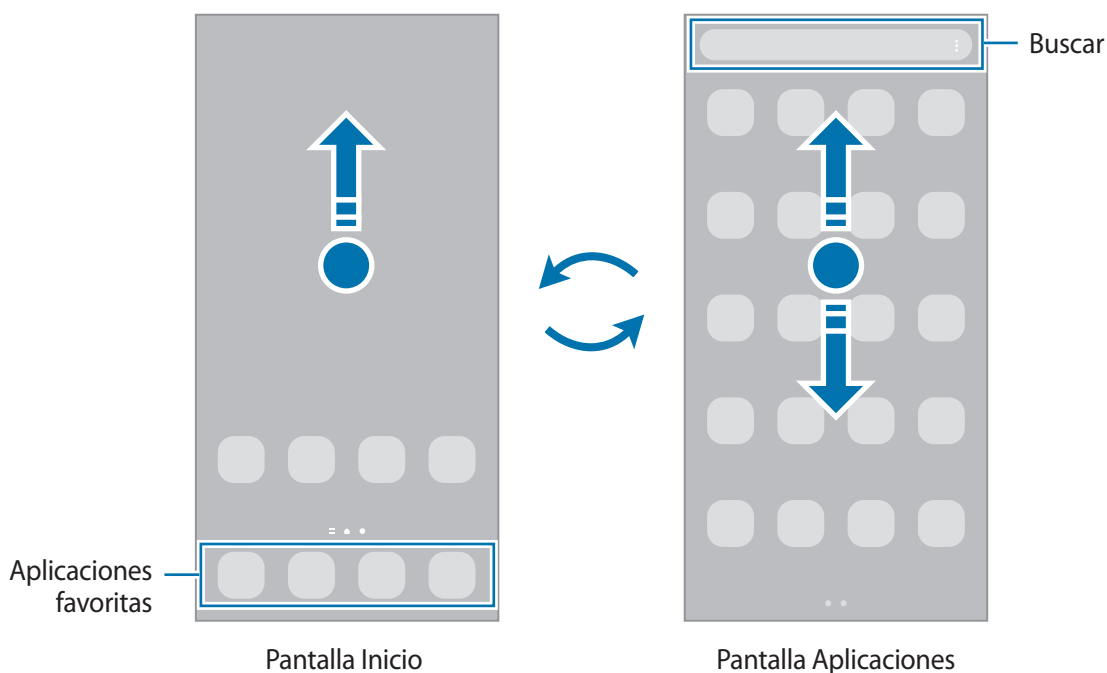 Buscar
Aplicaciones
favoritas
Pantalla Inicio
Pantalla Aplicaciones